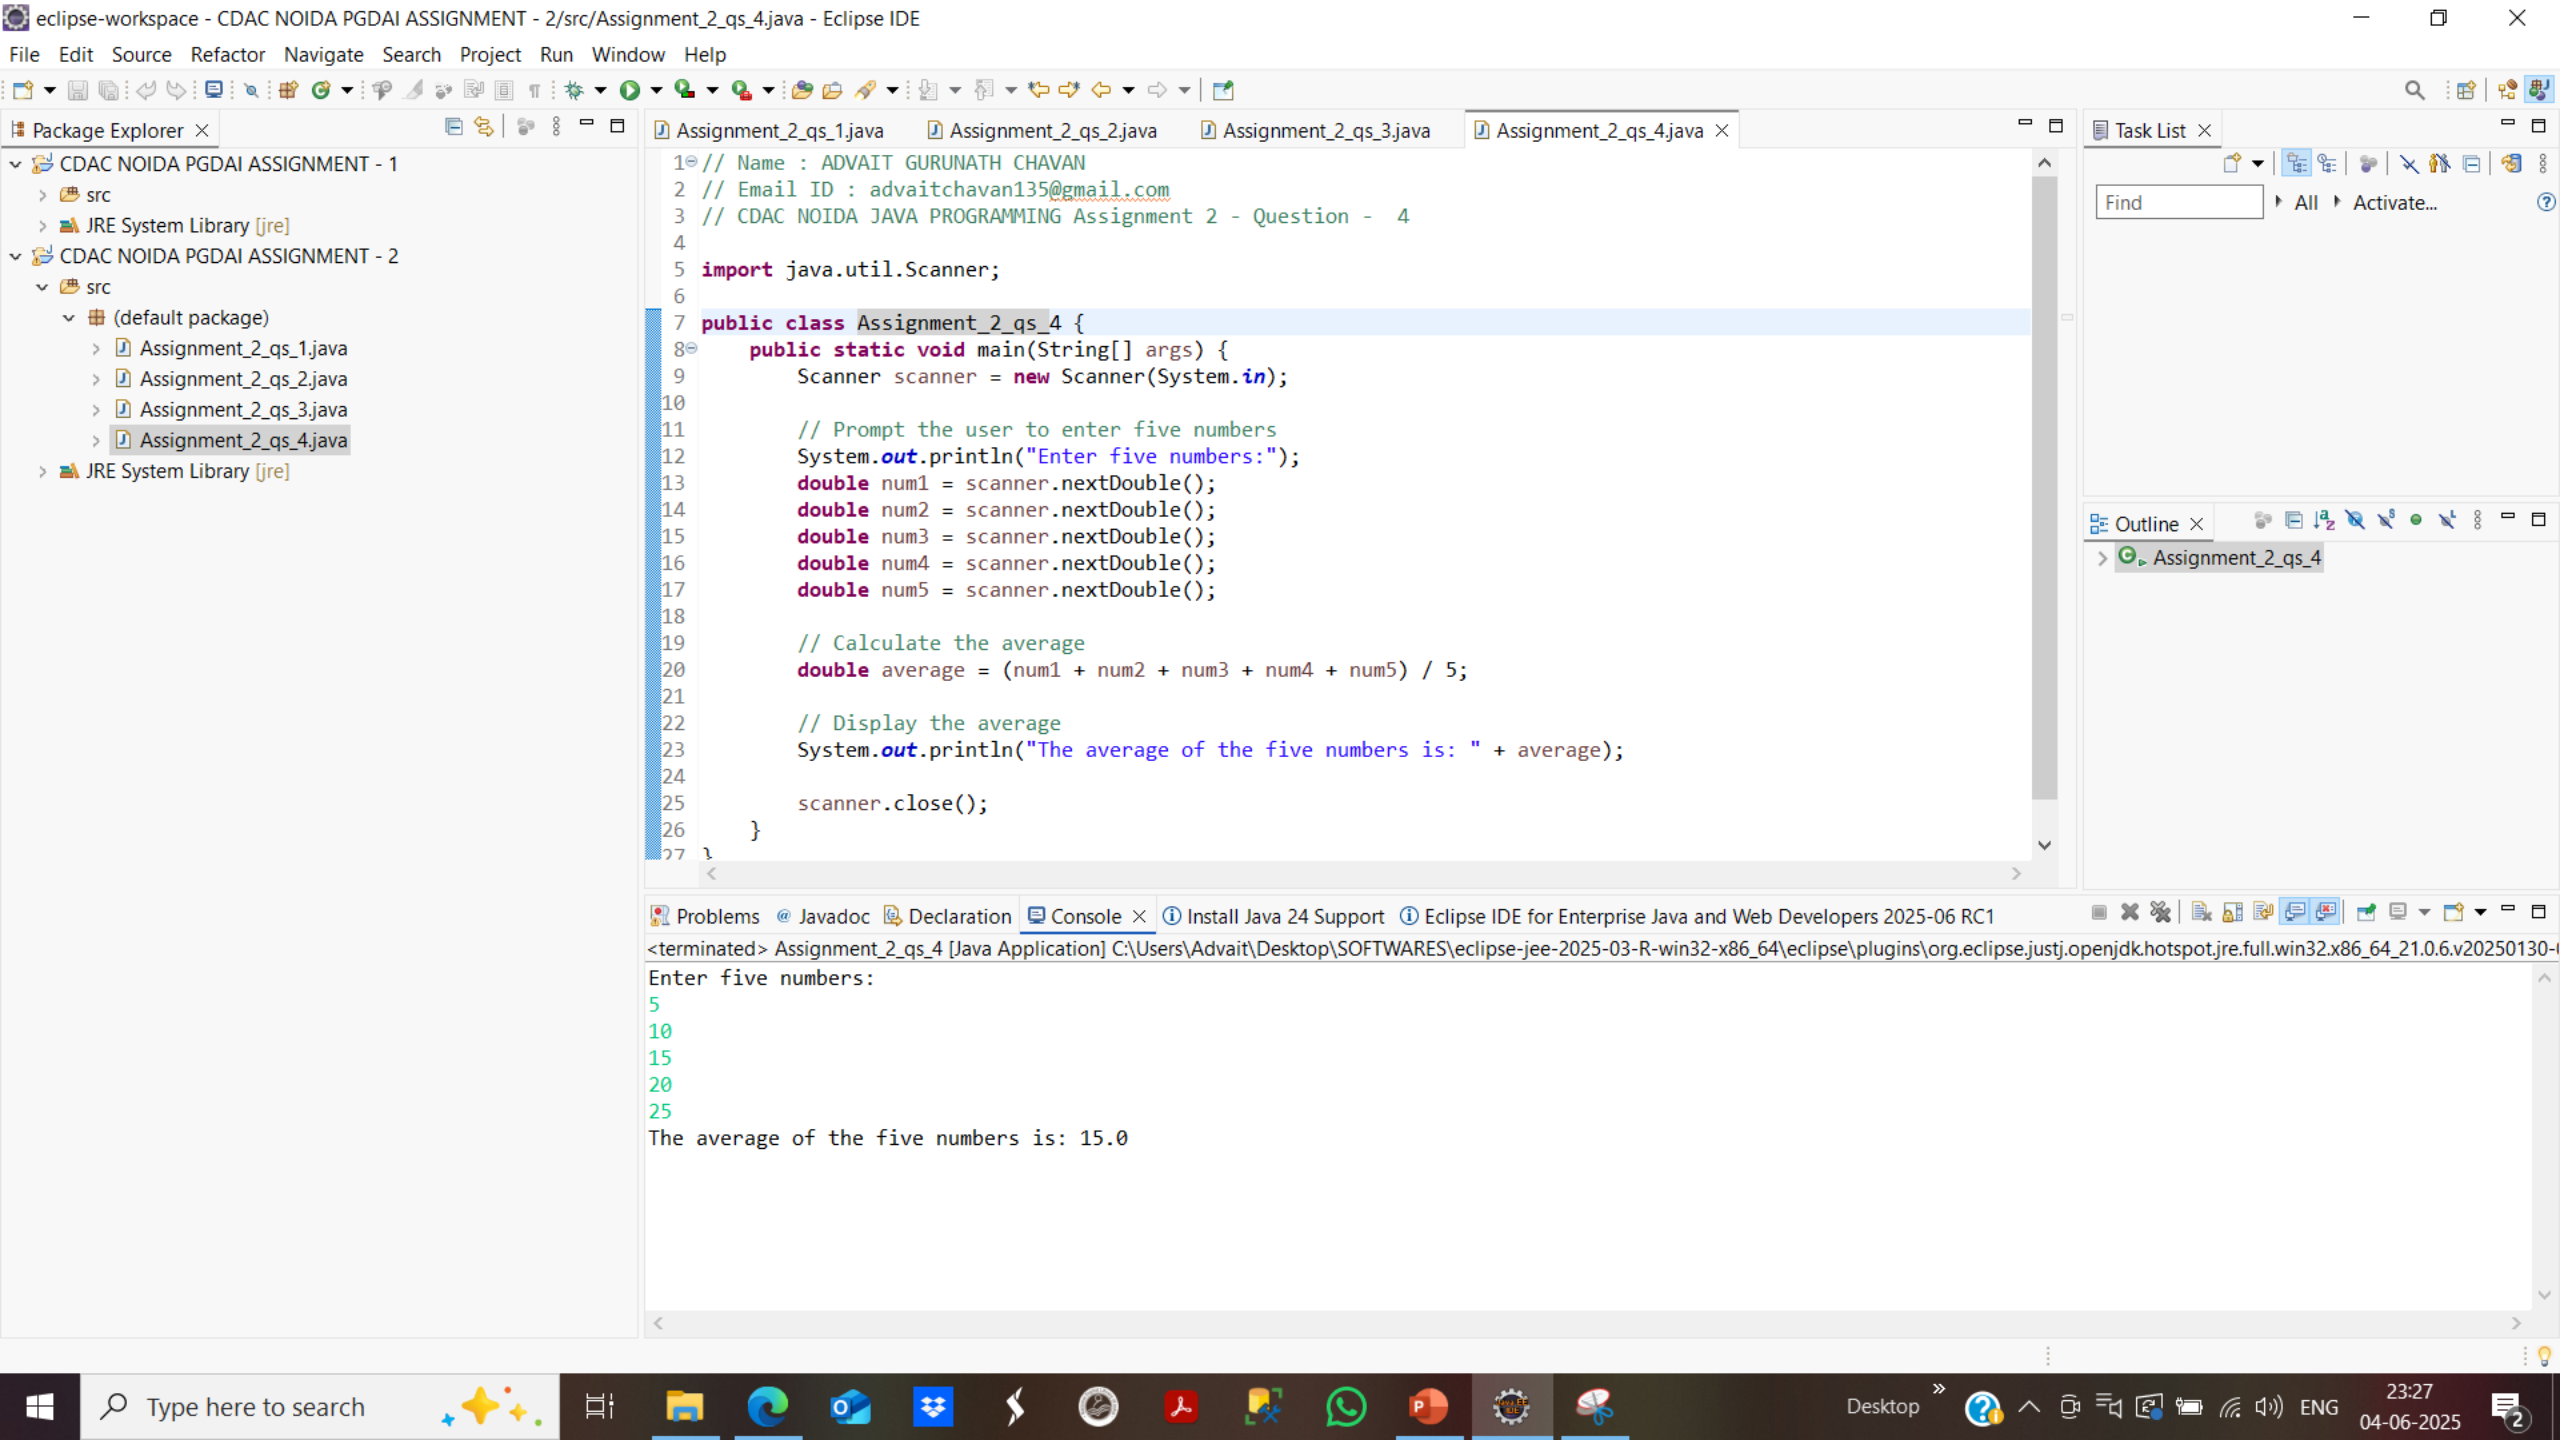 eclipse-workspace - CDAC NOIDA PGDAI ASSIGNMENT - 2/src/Assignment_2_qs_4.java - Eclipse IDE
File Edit Source Refactor Navigate Search Project Run Window Help
Package Explorer
CDAC NOIDA PGDAI ASSIGNMENT - 1
src
JRE System Library [jre]
CDAC NOIDA PGDAI ASSIGNMENT - 2
src
(default package)
Assignment_2_qs_1.java
Assignment_2_qs_2.java
Assignment_2_qs_3.java
Assignment_2_qs_4.java
JRE System Library [jre]
Assignment_2_qs_1.java Assignment_2_qs_2.java Assignment_2_qs_3.java Assignment_2_qs_4.java
1 // Name : ADVAIT GURUNATH CHAVAN
2 // Email ID : advaitchavan135@gmail.com
3 // CDAC NOIDA JAVA PROGRAMMING Assignment 2 - Question -  4
4
5 import java.util.Scanner;
6
7 public class Assignment_2_qs_4 {
8     public static void main(String[] args) {
9         Scanner scanner = new Scanner(System.in);
10
11         // Prompt the user to enter five numbers
12         System.out.println("Enter five numbers:");
13         double num1 = scanner.nextDouble();
14         double num2 = scanner.nextDouble();
15         double num3 = scanner.nextDouble();
16         double num4 = scanner.nextDouble();
17         double num5 = scanner.nextDouble();
18
19         // Calculate the average
20         double average = (num1 + num2 + num3 + num4 + num5) / 5;
21
22         // Display the average
23         System.out.println("The average of the five numbers is: " + average);
24
25         scanner.close();
26     }
27 }
Task List
Find All Activate...
Outline
Assignment_2_qs_4
Problems @ Javadoc Declaration Console Install Java 24 Support Eclipse IDE for Enterprise Java and Web Developers 2025-06 RC1
<terminated> Assignment_2_qs_4 [Java Application] C:\Users\Advait\Desktop\SOFTWARES\eclipse-jee-2025-03-R-win32-x86_64\eclipse\plugins\org.eclipse.justj.openjdk.hotspot.jre.full.win32.x86_64_21.0.6.v20250130-
Enter five numbers:
5
10
15
20
25
The average of the five numbers is: 15.0
Type here to search
Desktop
ENG
23:27
04-06-2025
2